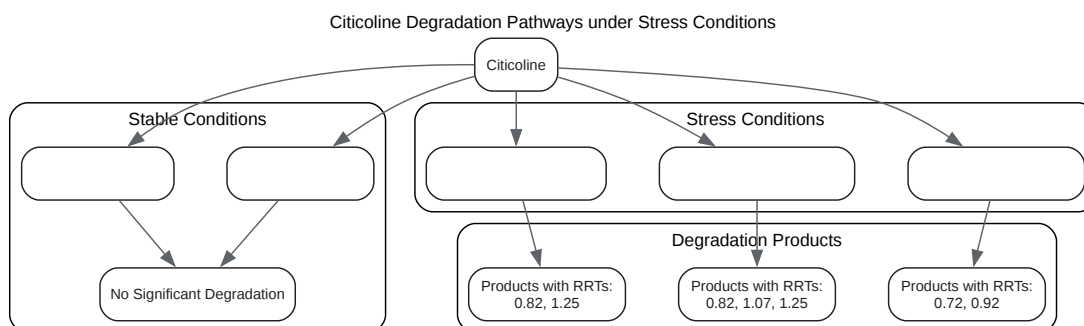 Citicoline Degradation Pathways under Stress Conditions
Citicoline
Stable Conditions
Stress Conditions
Degradation Products
No Significant Degradation
Products with RRTs:
0.82, 1.25
Products with RRTs:
0.82, 1.07, 1.25
Products with RRTs:
0.72, 0.92